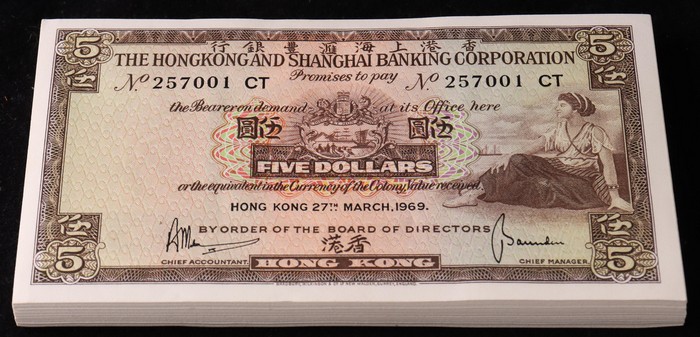 5 行銀豐滙海上港香 5
THE HONGKONG AND SHANGHAI BANKING CORPORATION
伍 Promises to pay 伍
Nº 257001 CT Nº 257001 CT
the Bearer on demand at its Office here
圓伍 圓伍
FIVE DOLLARS
or the equivalent in the Currency of the Colony Value received.
HONG KONG 27TH MARCH, 1969.
伍 BY ORDER OF THE BOARD OF DIRECTORS 伍
港香
5 CHIEF ACCOUNTANT. HONG KONG CHIEF MANAGER. 5